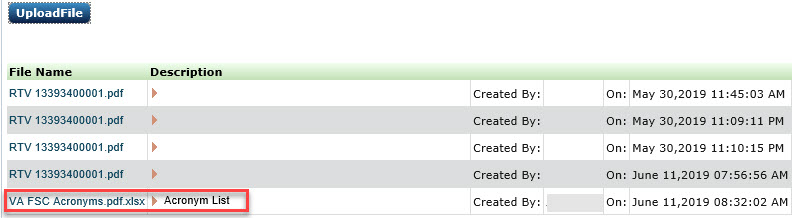 UploadFile
File Name Description
RTV 13393400001.pdf Created By: On: May 30,2019 11:45:03 AM
RTV 13393400001.pdf Created By: On: May 30,2019 11:09:11 PM
RTV 13393400001.pdf Created By: On: May 30,2019 11:10:15 PM
RTV 13393400001.pdf Created By: On: June 11,2019 07:56:56 AM
VA FSC Acronyms.pdf.xlsx Acronym List Created By: On: June 11,2019 08:32:02 AM